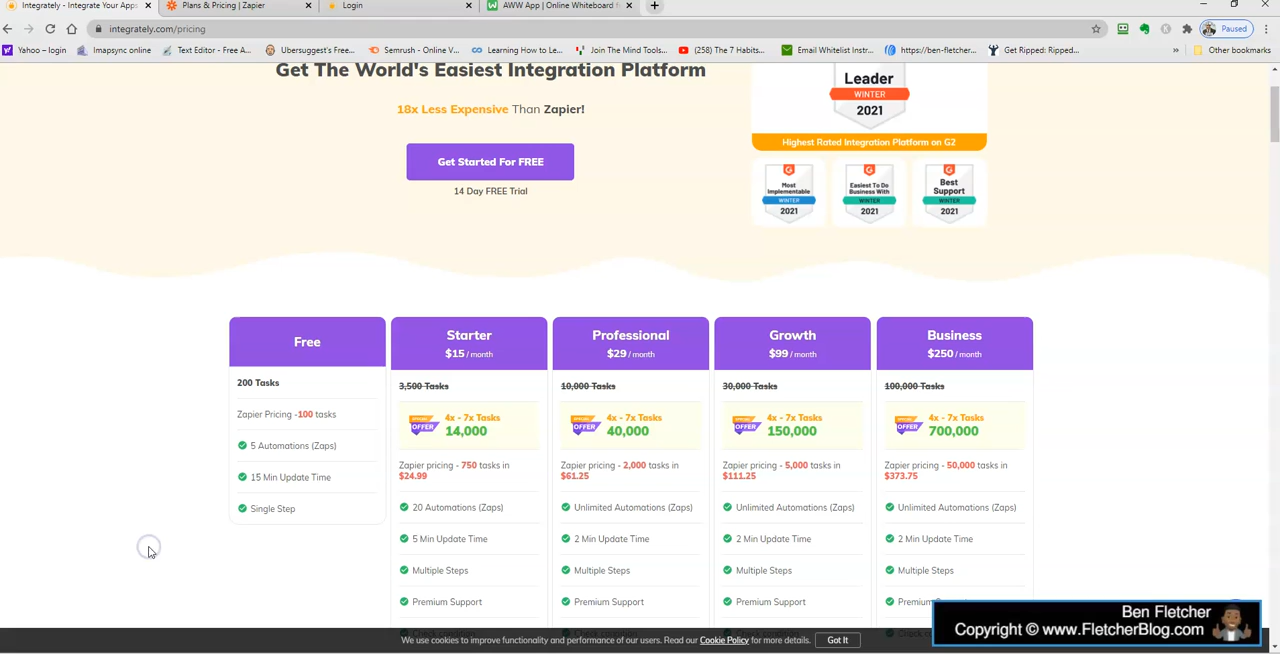 Integrately - Integrate Your Apps
Plans & Pricing | Zapier
Login
AWW App | Online Whiteboard
integrately.com/pricing
Paused
Yahoo – login
Imapsync online
Text Editor - Free A...
Ubersuggest's Free...
Semrush - Online V...
Learning How to Le...
Join The Mind Tools...
(258) The 7 Habits...
Email Whitelist Instr...
https://ben-fletcher...
Get Ripped: Ripped...
Other bookmarks
Get The World's Easiest Integration Platform
18x Less Expensive Than Zapier!
Get Started For FREE
14 Day FREE Trial
Leader
WINTER
2021
Highest Rated Integration Platform on G2
Most
Implementable
WINTER
2021
Easiest To Do
Business With
WINTER
2021
Best
Support
WINTER
2021
Free
200 Tasks
Zapier Pricing -100 tasks
5 Automations (Zaps)
15 Min Update Time
Single Step
Starter
$15 / month
3,500 Tasks
OFFER
4x - 7x Tasks
14,000
Zapier pricing - 750 tasks in
$24.99
20 Automations (Zaps)
5 Min Update Time
Multiple Steps
Premium Support
Check condition
Professional
$29 / month
10,000 Tasks
OFFER
4x - 7x Tasks
40,000
Zapier pricing - 2,000 tasks in
$61.25
Unlimited Automations (Zaps)
2 Min Update Time
Multiple Steps
Premium Support
Check condition
Growth
$99 / month
30,000 Tasks
OFFER
4x - 7x Tasks
150,000
Zapier pricing - 5,000 tasks in
$111.25
Unlimited Automations (Zaps)
2 Min Update Time
Multiple Steps
Premium Support
Check condition
Business
$250 / month
100,000 Tasks
OFFER
4x - 7x Tasks
700,000
Zapier pricing - 50,000 tasks in
$373.75
Unlimited Automations (Zaps)
2 Min Update Time
Multiple Steps
Premium
We use cookies to improve functionality and performance of our users. Read our Cookie Policy for more details.
Got It
Ben Fletcher
Copyright © www.FletcherBlog.com